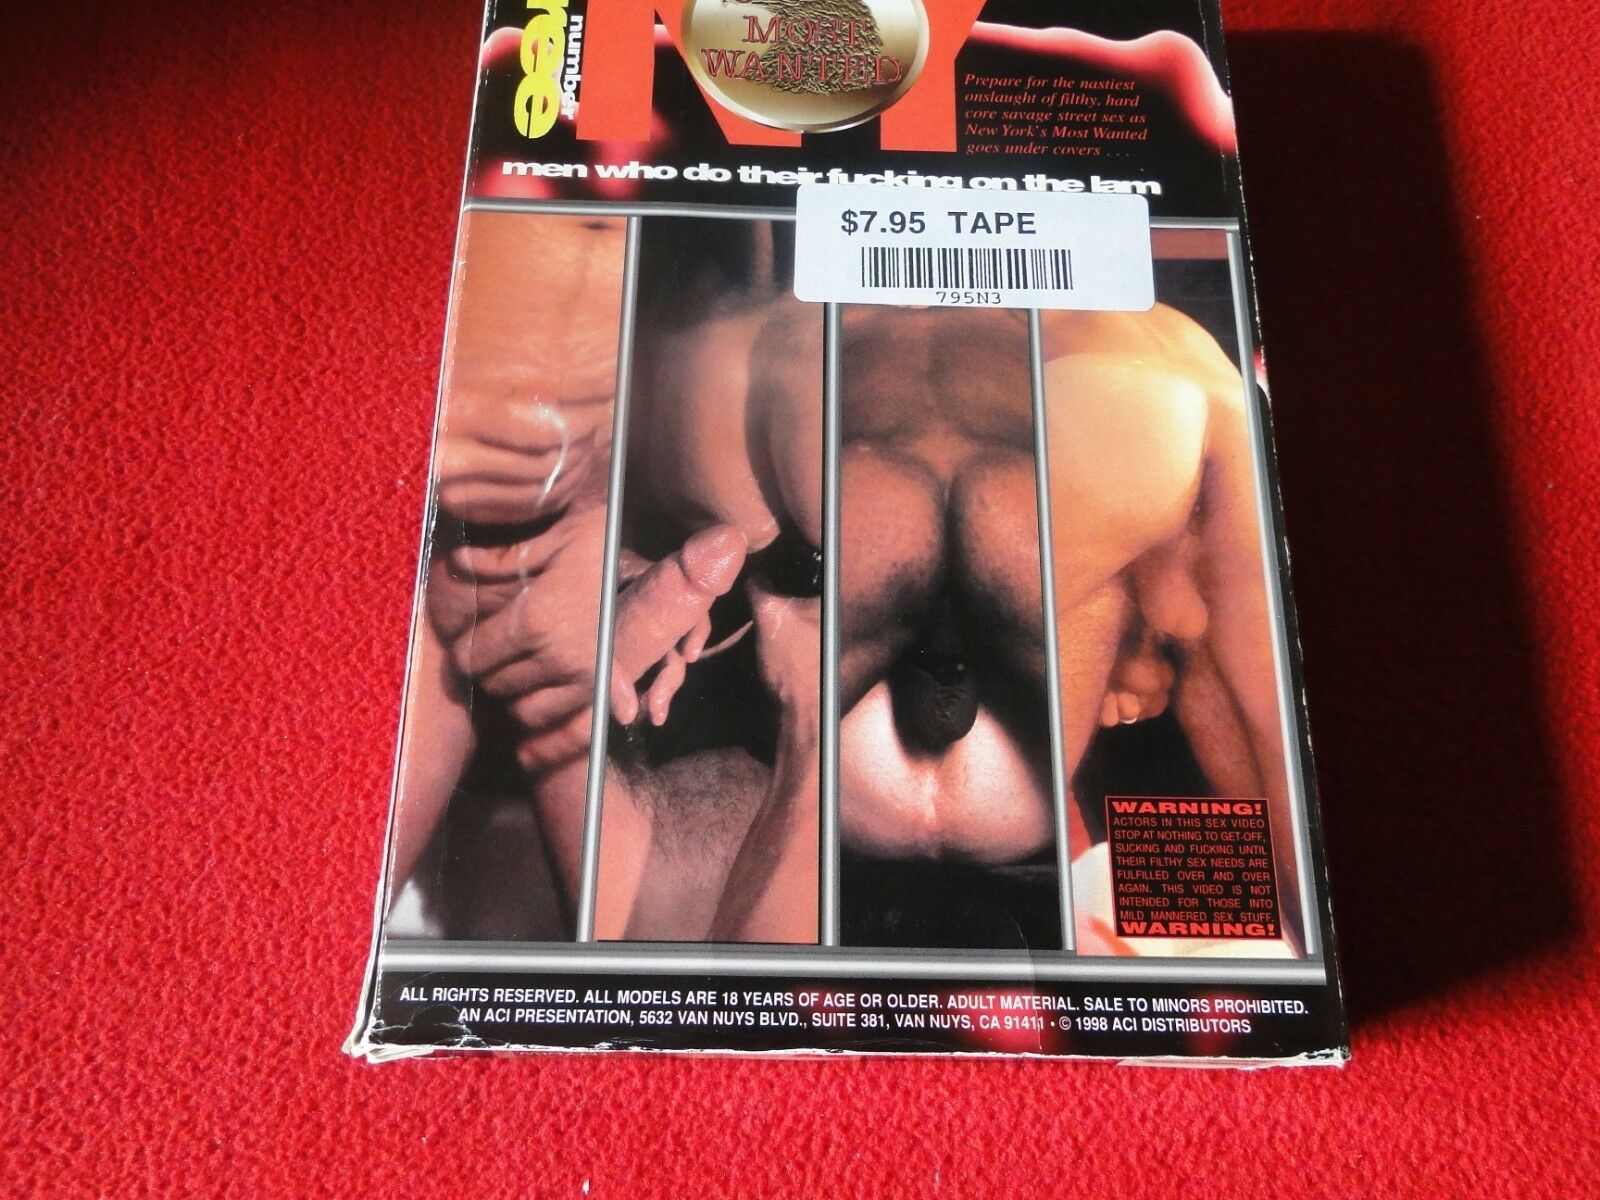 ree
number
NY
MOST
WANTED
Prepare for the nastiest
onslaught of filthy, hard
core savage street sex as
New York's Most Wanted
goes under covers . . .
men who do their fucking on the lam
$7.95 TAPE
795N3
WARNING!
ACTORS IN THIS SEX VIDEO
STOP AT NOTHING TO GET-OFF,
SUCKING AND FUCKING UNTIL
THEIR FILTHY SEX NEEDS ARE
FULFILLED OVER AND OVER
AGAIN. THIS VIDEO IS NOT
INTENDED FOR THOSE INTO
MILD MANNERED SEX STUFF.
WARNING!
ALL RIGHTS RESERVED. ALL MODELS ARE 18 YEARS OF AGE OR OLDER. ADULT MATERIAL. SALE TO MINORS PROHIBITED.
AN ACI PRESENTATION, 5632 VAN NUYS BLVD., SUITE 381, VAN NUYS, CA 91411 • © 1998 ACI DISTRIBUTORS